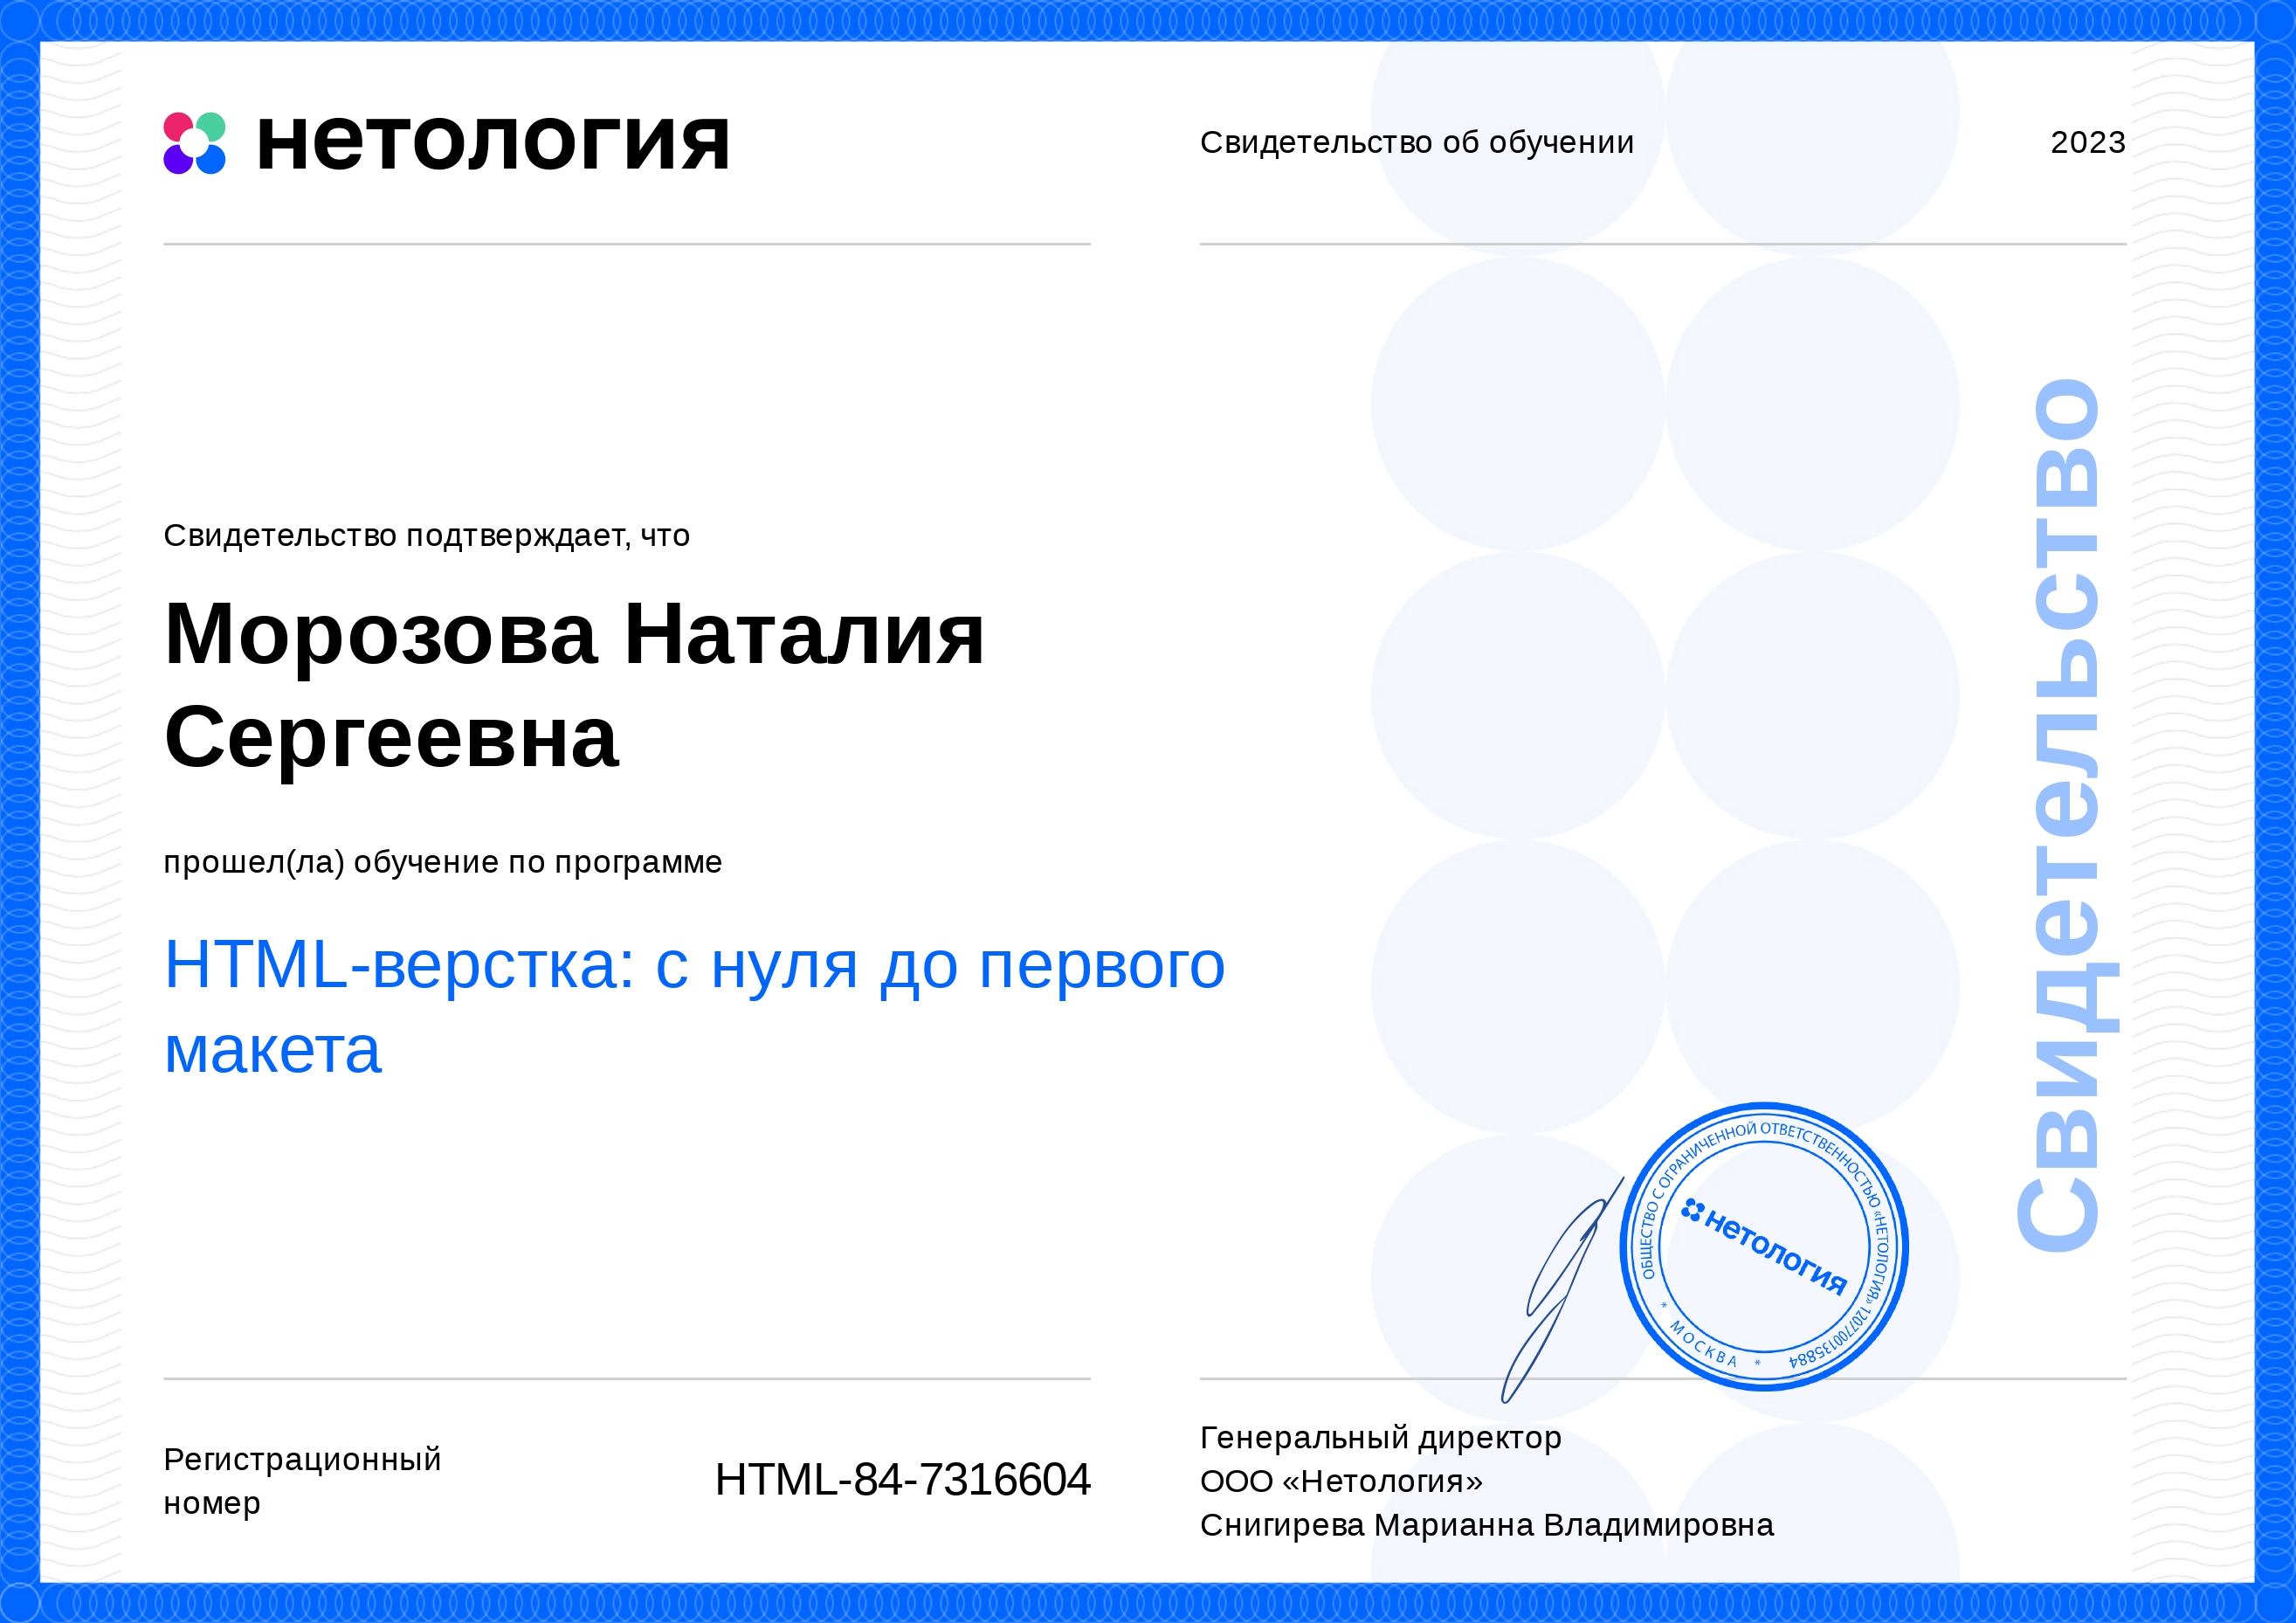 нетология
Свидетельство об обучении
2023
Свидетельство подтверждает, что
Морозова Наталия
Сергеевна
прошел(ла) обучение по программе
HTML-верстка: с нуля до первого
макета
Свидетельство
ОБЩЕСТВО С ОГРАНИЧЕННОЙ ОТВЕТСТВЕННОСТЬЮ «НЕТОЛОГИЯ» 1207700135884
* МОСКВА *
нетология
Регистрационный
номер
HTML-84-7316604
Генеральный директор
ООО «Нетология»
Снигирева Марианна Владимировна